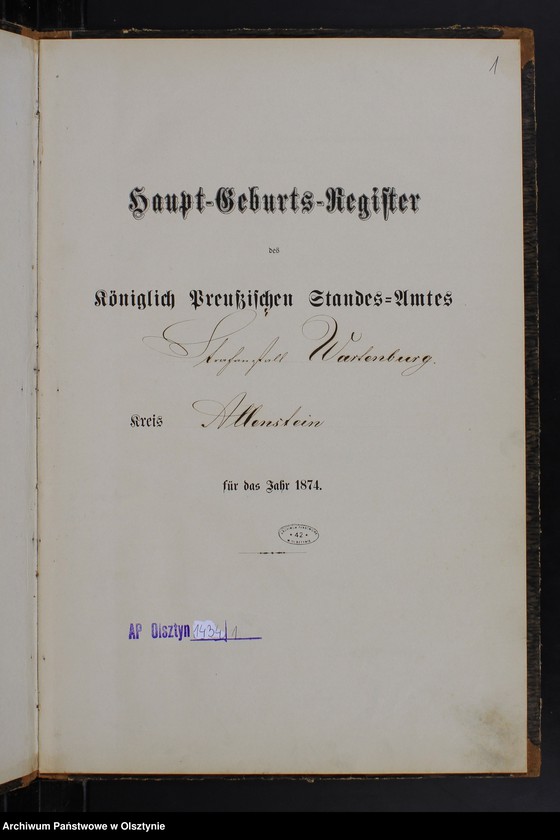 1
Haupt-Geburts-Register
des
Königlich Preußischen Standes-Amtes
Strafanstalt Wartenburg.
Kreis Allenstein
für das Jahr 1874.
* 42 *
AP Olsztyn 1434/1
Archiwum Państwowe w Olsztynie